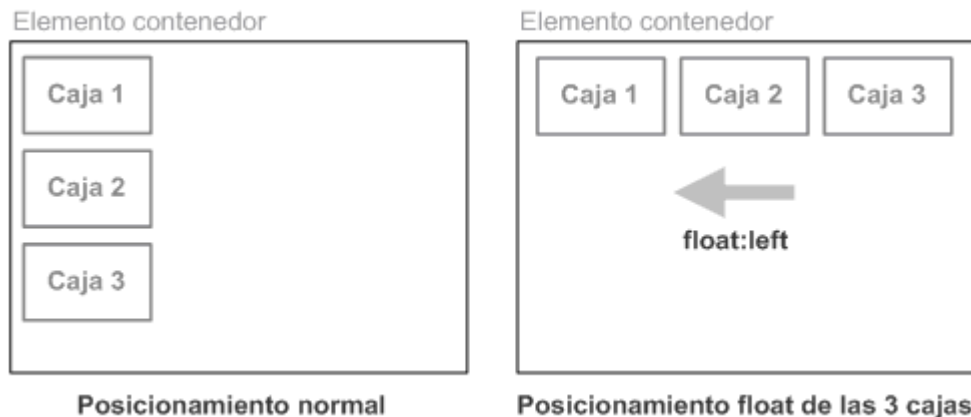 Elemento contenedor
Caja 1
Caja 2
Caja 3
Posicionamiento normal
Elemento contenedor
Caja 1 Caja 2 Caja 3
float:left
Posicionamiento float de las 3 cajas